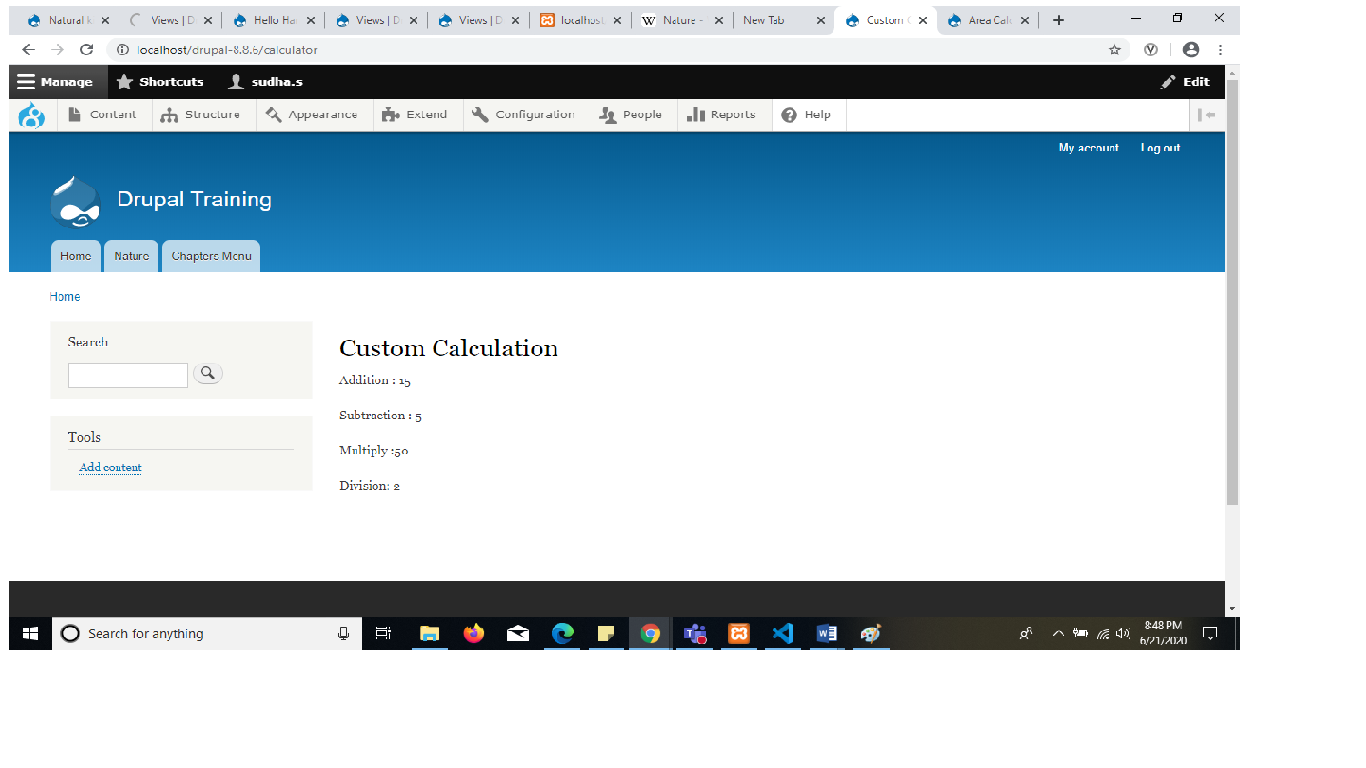 Natural k Views | D Hello Ha Views | D Views | D localhost Nature - New Tab Custom C Area Calc
localhost/drupal-8.8.6/calculator
Manage Shortcuts sudha.s Edit
Content Structure Appearance Extend Configuration People Reports Help
My account Log out
Drupal Training
Home Nature Chapters Menu
Home
Search
Tools
Add content
Custom Calculation
Addition : 15
Subtraction : 5
Multiply :50
Division: 2
Search for anything
8:48 PM
6/21/2020